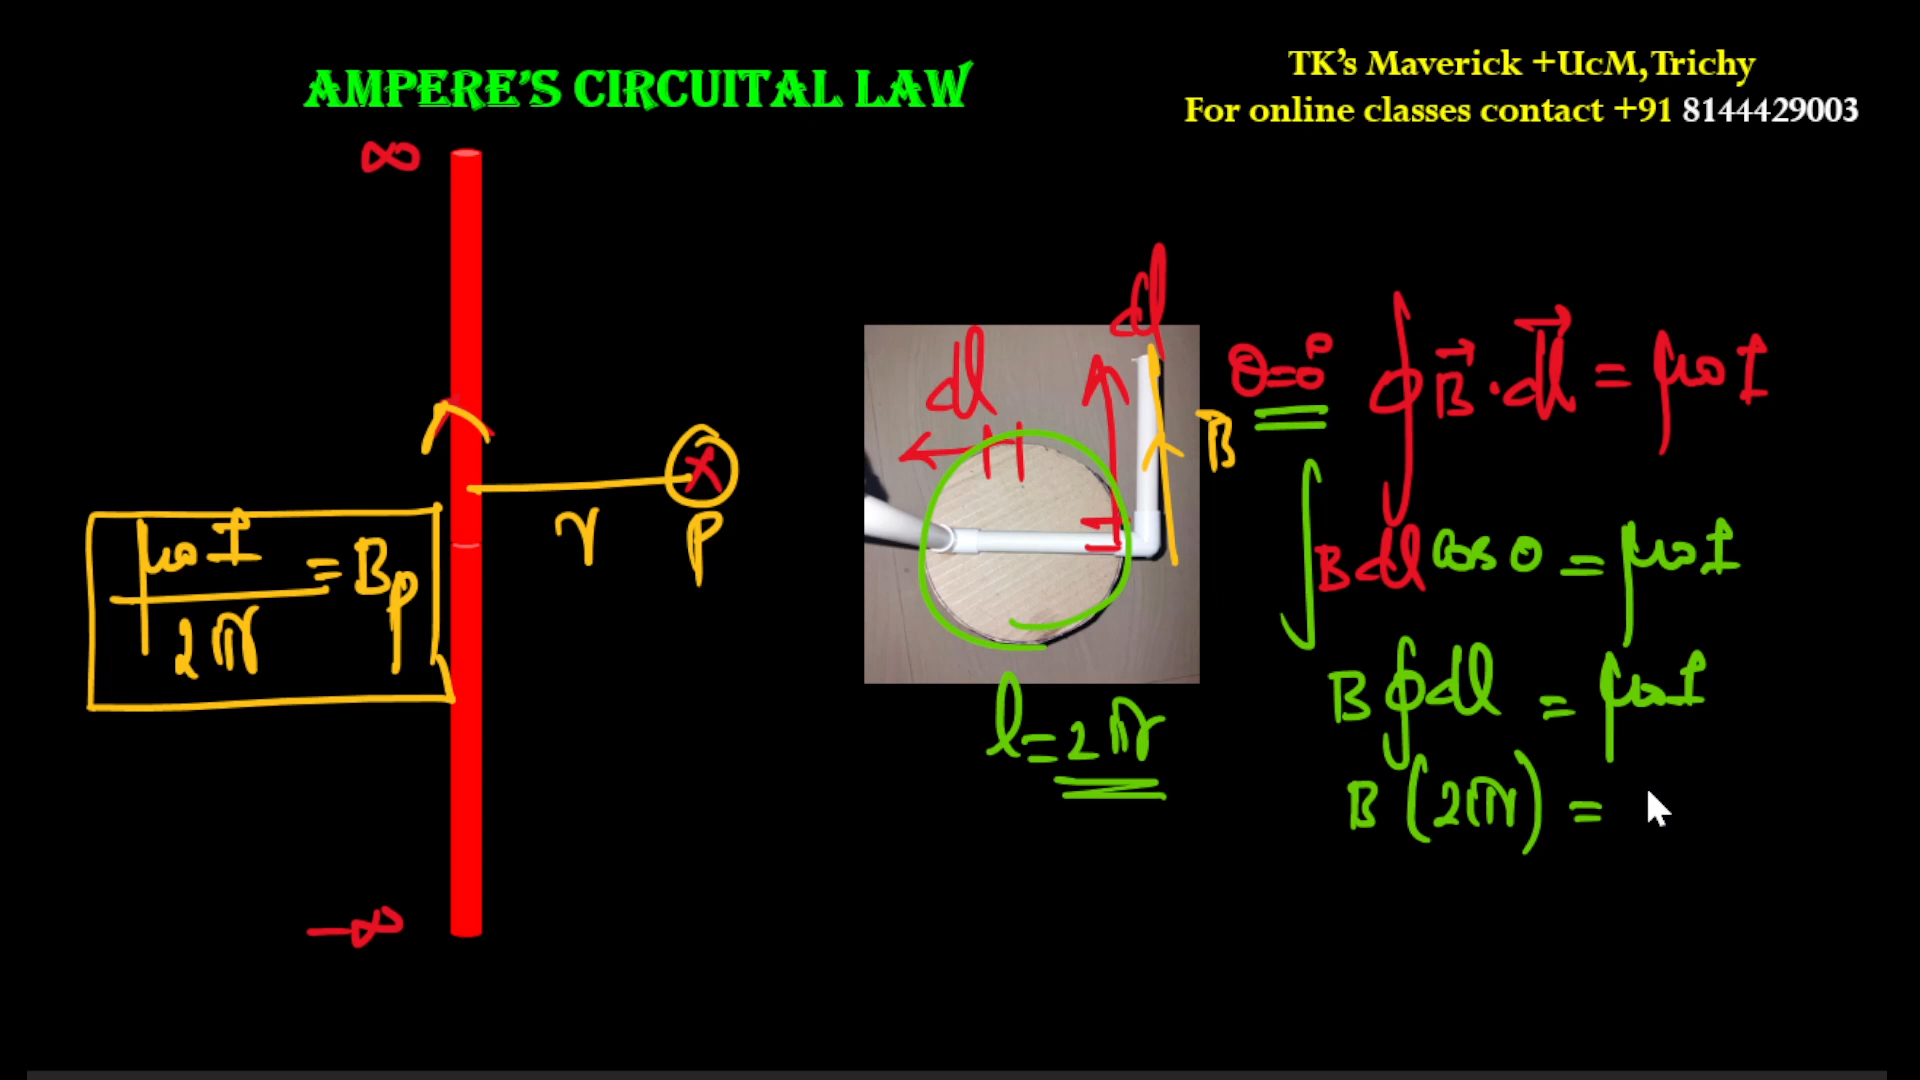 AMPERE'S CIRCUITAL LAW
TK's Maverick +UcM,Trichy
For online classes contact +91 8144429003
∞
r
P
μ₀I / 2πr = B_P
-∞
dl
dl
B
l = 2πr
θ=0°
∮ B⃗ · dl⃗ = μ₀I
∫ B dl cos θ = μ₀I
B ∮ dl = μ₀I
B (2πr) =